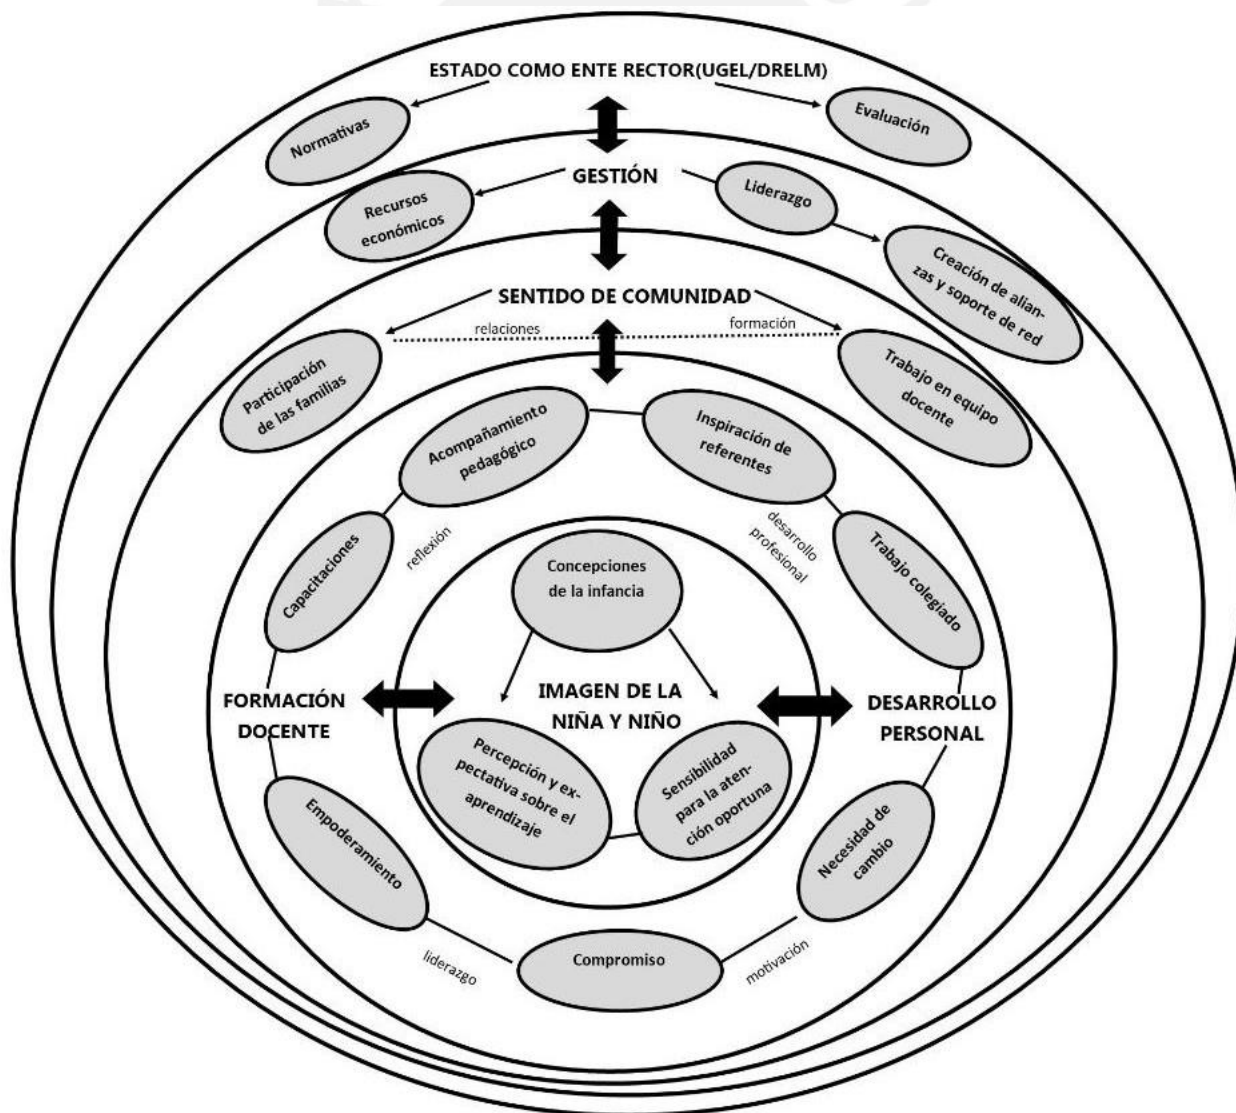 ESTADO COMO ENTE RECTOR(UGEL/DRELM)
Normativas
Evaluación
GESTIÓN
Recursos
económicos
Liderazgo
Creación de alian-
zas y soporte de red
SENTIDO DE COMUNIDAD
relaciones
formación
Participación
de las familias
Trabajo en equipo
docente
Acompañamiento
pedagógico
Inspiración de
referentes
Capacitaciones
reflexión
desarrollo
profesional
Trabajo colegiado
Concepciones
de la infancia
FORMACIÓN
DOCENTE
IMAGEN DE LA
NIÑA Y NIÑO
DESARROLLO
PERSONAL
Percepción y ex-
pectativa sobre el
aprendizaje
Sensibilidad
para la aten-
ción oportuna
Empoderamiento
Necesidad de
cambio
liderazgo
Compromiso
motivación